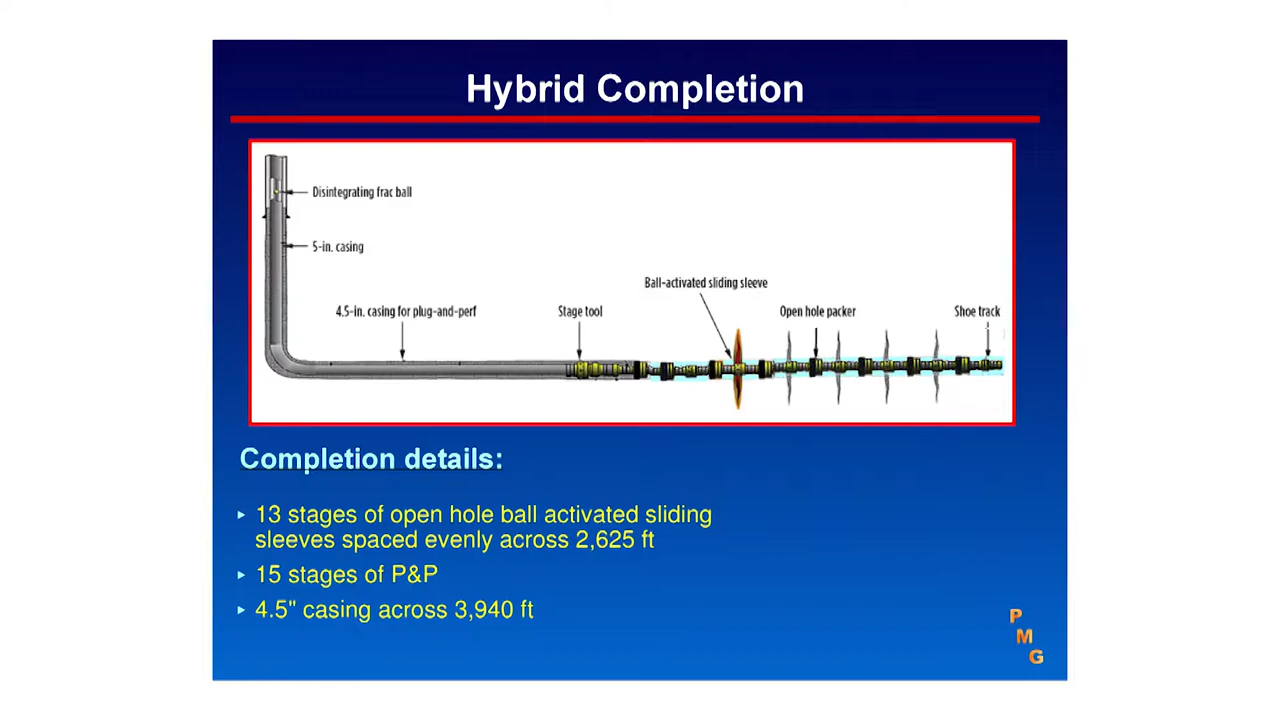 Hybrid Completion
Disintegrating frac ball
5-in. casing
Ball-activated sliding sleeve
4.5-in. casing for plug-and-perf
Stage tool
Open hole packer
Shoe track
Completion details:
13 stages of open hole ball activated sliding
sleeves spaced evenly across 2,625 ft
15 stages of P&P
4.5" casing across 3,940 ft
P
M
G